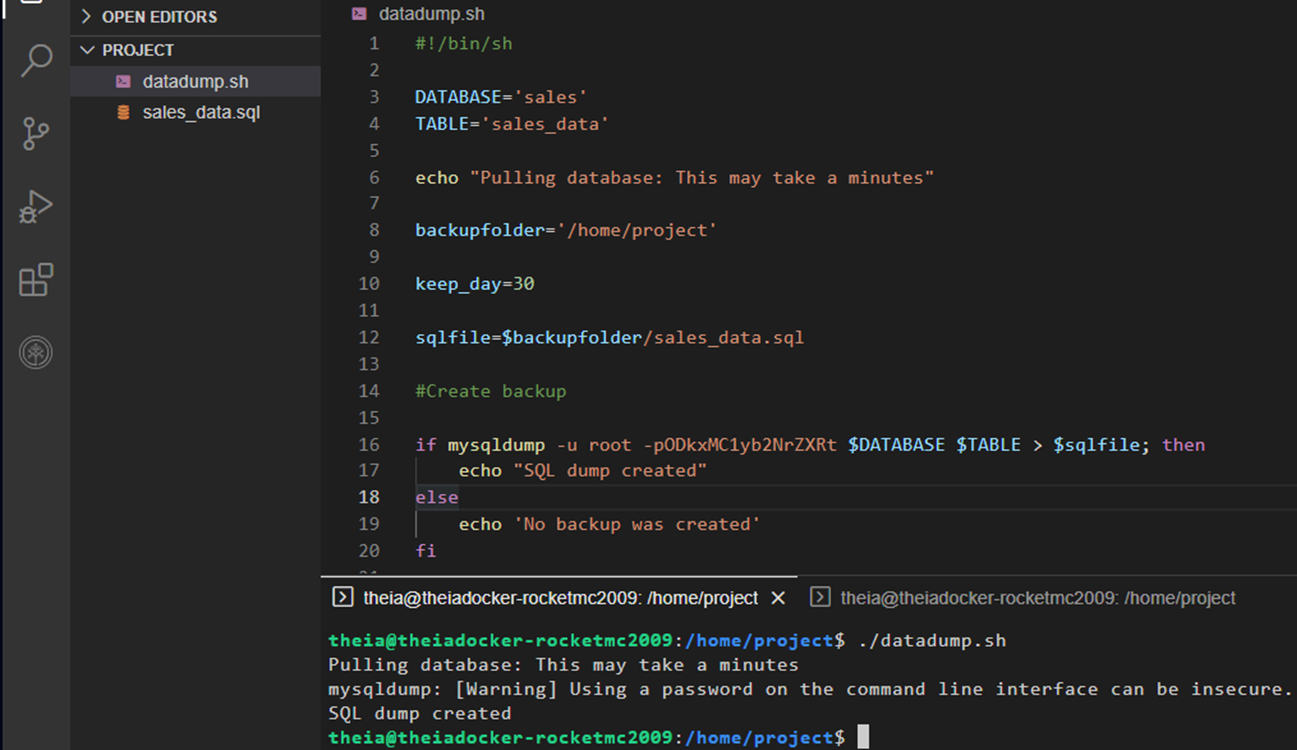 OPEN EDITORS
PROJECT
datadump.sh
sales_data.sql
datadump.sh
1 #!/bin/sh
2
3 DATABASE='sales'
4 TABLE='sales_data'
5
6 echo "Pulling database: This may take a minutes"
7
8 backupfolder='/home/project'
9
10 keep_day=30
11
12 sqlfile=$backupfolder/sales_data.sql
13
14 #Create backup
15
16 if mysqldump -u root -pODkxMC1yb2NrZXRt $DATABASE $TABLE > $sqlfile; then
17 echo "SQL dump created"
18 else
19 echo 'No backup was created'
20 fi
theia@theiadocker-rocketmc2009: /home/project
theia@theiadocker-rocketmc2009: /home/project
theia@theiadocker-rocketmc2009:/home/project$ ./datadump.sh
Pulling database: This may take a minutes
mysqldump: [Warning] Using a password on the command line interface can be insecure.
SQL dump created
theia@theiadocker-rocketmc2009:/home/project$